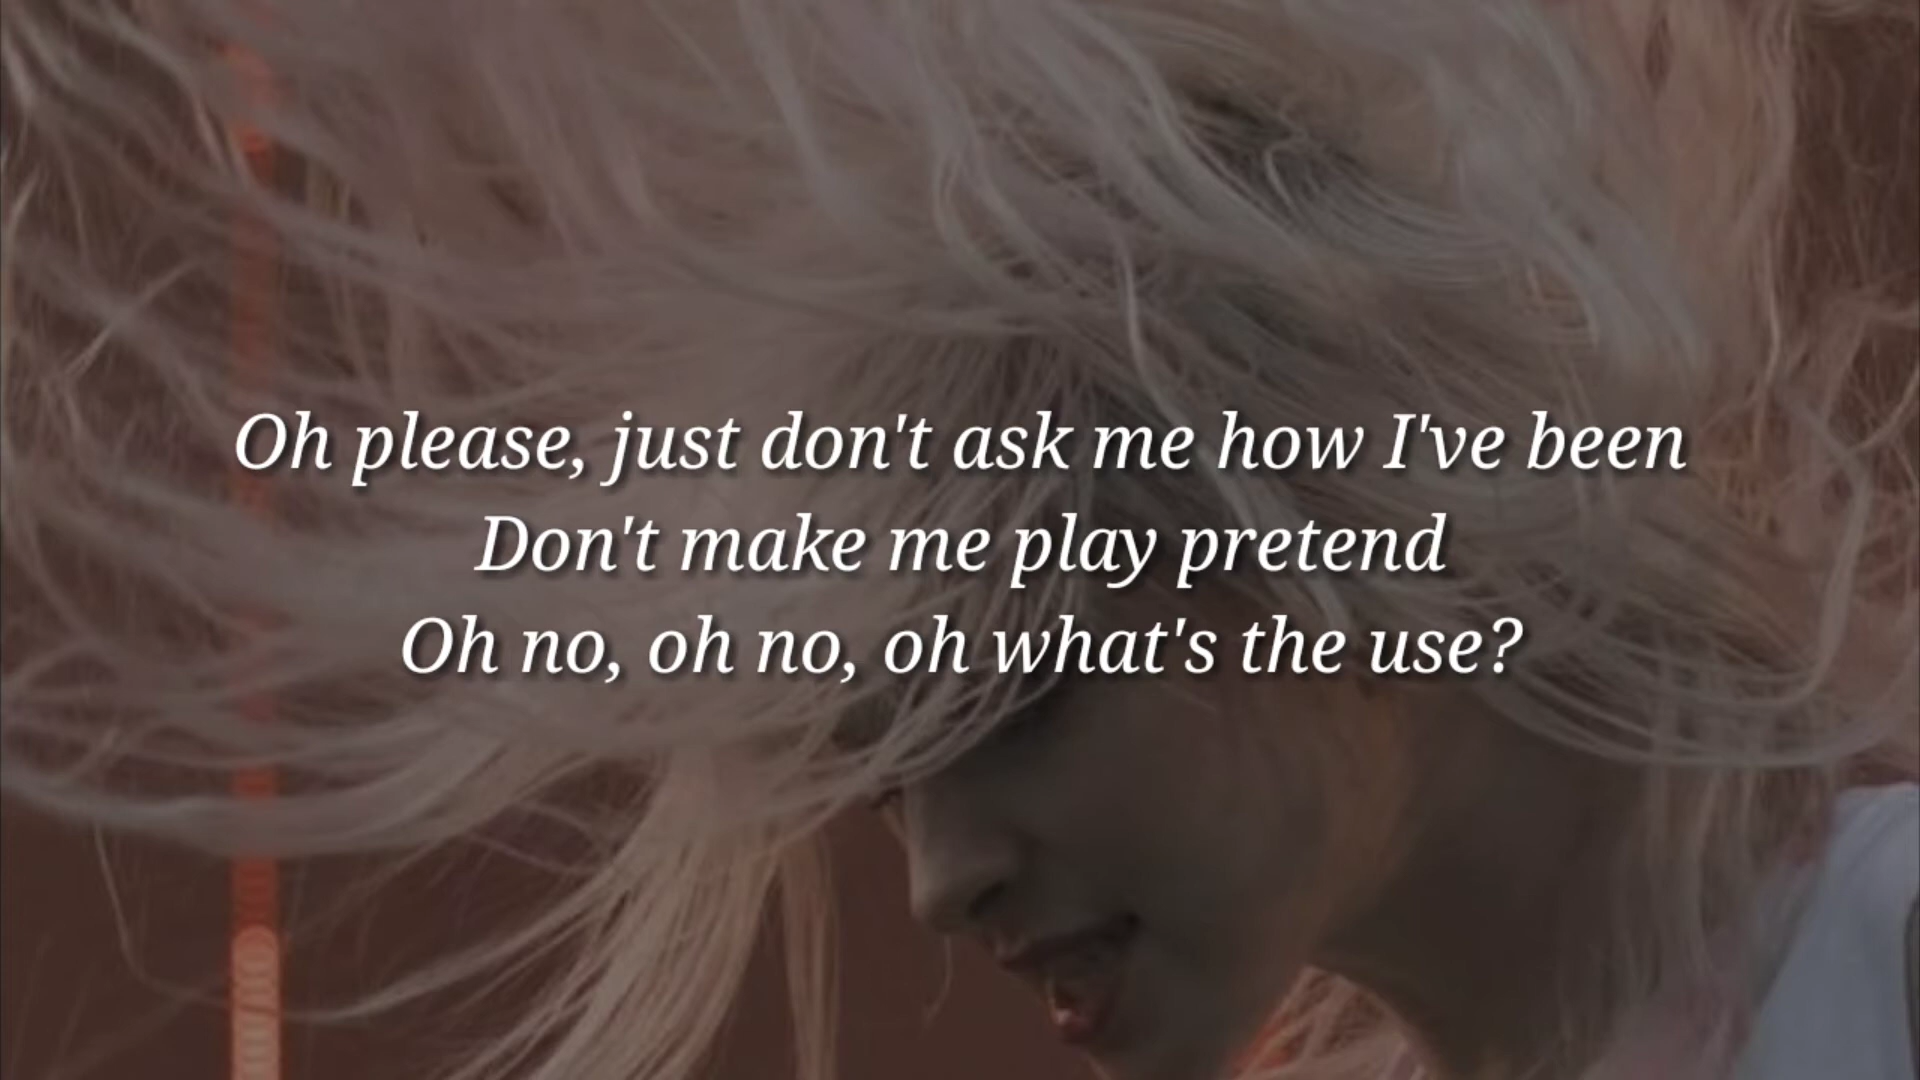 Oh please, just don't ask me how I've been
Don't make me play pretend
Oh no, oh no, oh what's the use?